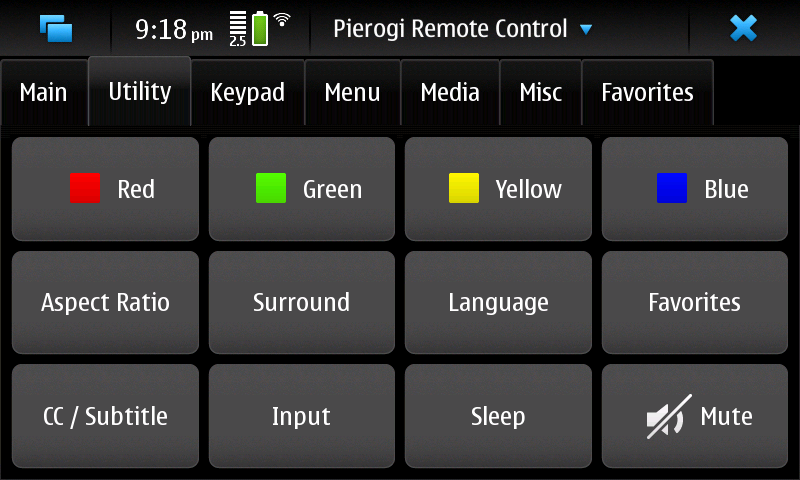 9:18 pm 2.5 Pierogi Remote Control
Main Utility Keypad Menu Media Misc Favorites
Red Green Yellow Blue
Aspect Ratio Surround Language Favorites
CC / Subtitle Input Sleep Mute